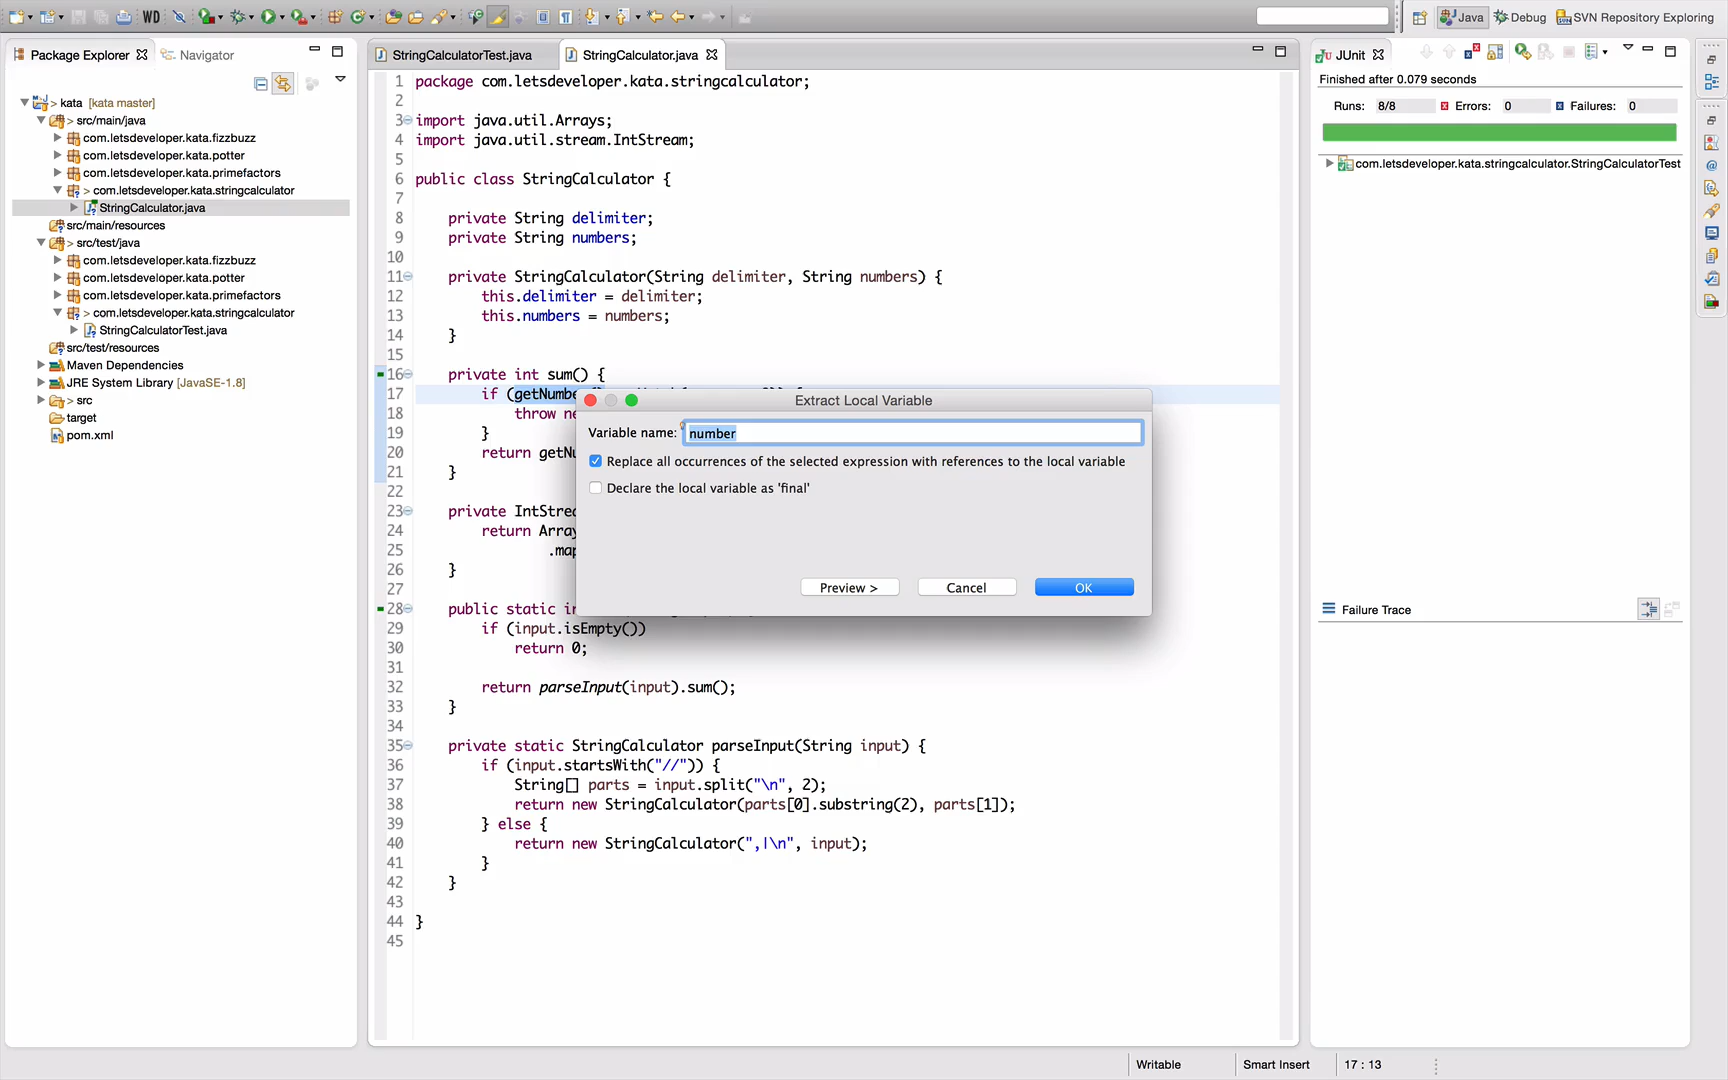 WD
Java
Debug
SVN Repository Exploring
Package Explorer
Navigator
> kata [kata master]
> src/main/java
com.letsdeveloper.kata.fizzbuzz
com.letsdeveloper.kata.potter
com.letsdeveloper.kata.primefactors
> com.letsdeveloper.kata.stringcalculator
StringCalculator.java
src/main/resources
> src/test/java
com.letsdeveloper.kata.fizzbuzz
com.letsdeveloper.kata.potter
com.letsdeveloper.kata.primefactors
> com.letsdeveloper.kata.stringcalculator
StringCalculatorTest.java
src/test/resources
Maven Dependencies
JRE System Library [JavaSE-1.8]
> src
target
pom.xml
StringCalculatorTest.java
StringCalculator.java
1 package com.letsdeveloper.kata.stringcalculator;
2
3 import java.util.Arrays;
4 import java.util.stream.IntStream;
5
6 public class StringCalculator {
7
8 private String delimiter;
9 private String numbers;
10
11 private StringCalculator(String delimiter, String numbers) {
12 this.delimiter = delimiter;
13 this.numbers = numbers;
14 }
15
16 private int sum() {
17 if (getNumbe
18 throw ne
19 }
20 return getNu
21 }
22
23 private IntStrea
24 return Array
25 .map
26 }
27
28 public static in
29 if (input.isEmpty())
30 return 0;
31
32 return parseInput(input).sum();
33 }
34
35 private static StringCalculator parseInput(String input) {
36 if (input.startsWith("//")) {
37 String[] parts = input.split("\n", 2);
38 return new StringCalculator(parts[0].substring(2), parts[1]);
39 } else {
40 return new StringCalculator(",|\n", input);
41 }
42 }
43
44 }
45
Extract Local Variable
Variable name: number
Replace all occurrences of the selected expression with references to the local variable
Declare the local variable as 'final'
Preview > Cancel OK
JUnit
Finished after 0.079 seconds
Runs: 8/8 Errors: 0 Failures: 0
com.letsdeveloper.kata.stringcalculator.StringCalculatorTest
Failure Trace
Writable Smart Insert 17 : 13